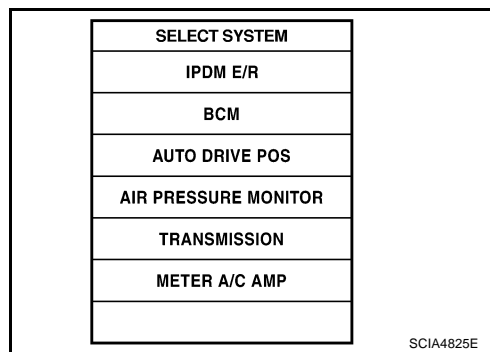 SELECT SYSTEM
IPDM E/R
BCM
AUTO DRIVE POS
AIR PRESSURE MONITOR
TRANSMISSION
METER A/C AMP
SCIA4825E